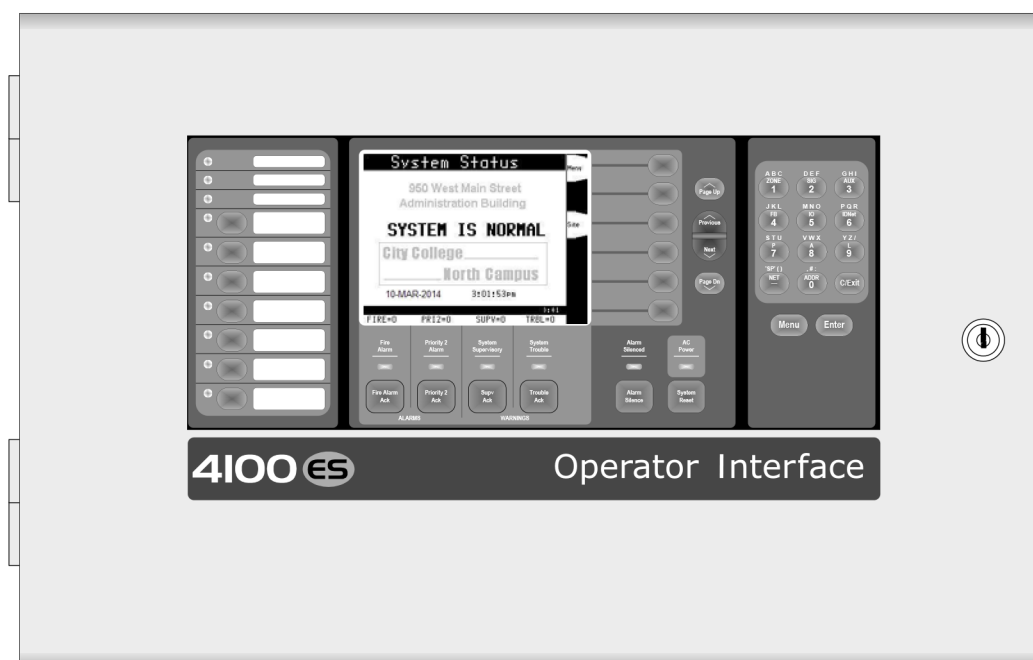 System Status
Menu
950 West Main Street
Administration Building
Site
SYSTEM IS NORMAL
City College
North Campus
10-MAR-2014 3:01:53pm
FIRE=0 PRI2=0 SUPV=0 TRBL=0
Fire Alarm
Priority 2 Alarm
System Supervisory
System Trouble
Alarm Silenced
AC Power
Fire Alarm Ack
Priority 2 Ack
Supv Ack
Trouble Ack
Alarm Silence
System Reset
ALARMS
WARNINGS
Page Up
Previous
Next
Page Dn
ABC DEF GHI
ZONE SIG AUX
1 2 3
JKL MNO PQR
FB IO IDNet
4 5 6
STU VWX YZ/
P A L
7 8 9
'SP' () ,#:
NET ADDR C/Exit
0
Menu Enter
4100 ES Operator Interface